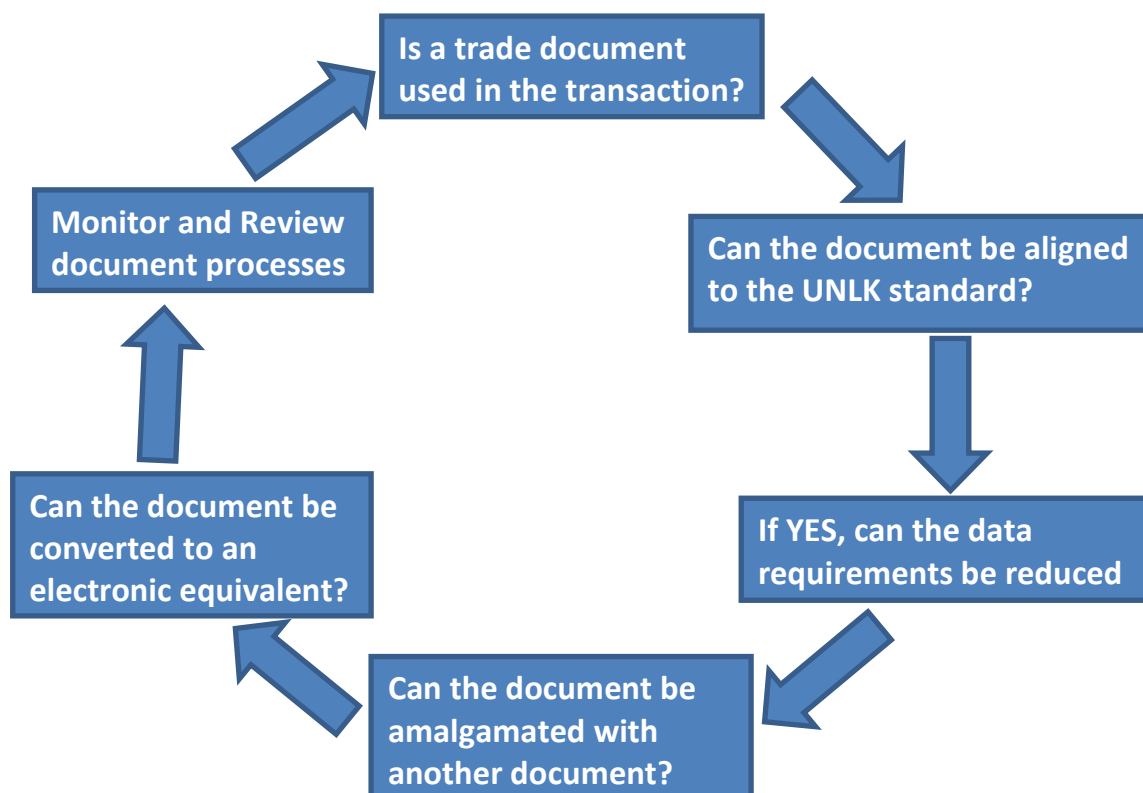 Is a trade document
used in the transaction?
Can the document be aligned
to the UNLK standard?
If YES, can the data
requirements be reduced
Can the document be
amalgamated with
another document?
Can the document be
converted to an
electronic equivalent?
Monitor and Review
document processes